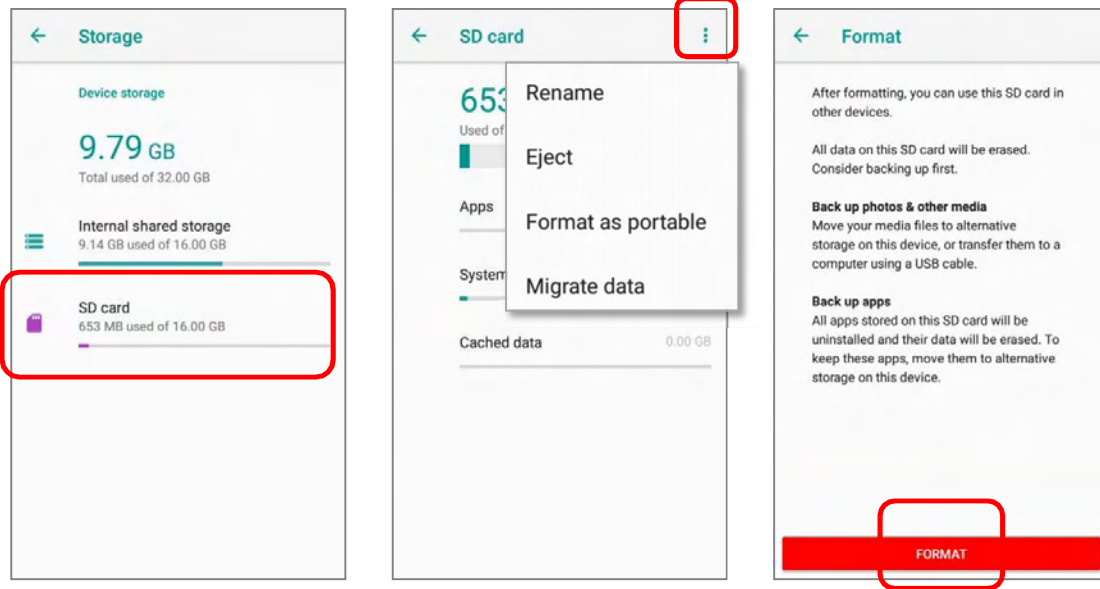 Storage
Device storage
9.79 GB
Total used of 32.00 GB
Internal shared storage
9.14 GB used of 16.00 GB
SD card
653 MB used of 16.00 GB
SD card
653
Used of
Apps
System
Cached data 0.00 GB
Rename
Eject
Format as portable
Migrate data
Format
After formatting, you can use this SD card in
other devices.
All data on this SD card will be erased.
Consider backing up first.
Back up photos & other media
Move your media files to alternative
storage on this device, or transfer them to a
computer using a USB cable.
Back up apps
All apps stored on this SD card will be
uninstalled and their data will be erased. To
keep these apps, move them to alternative
storage on this device.
FORMAT